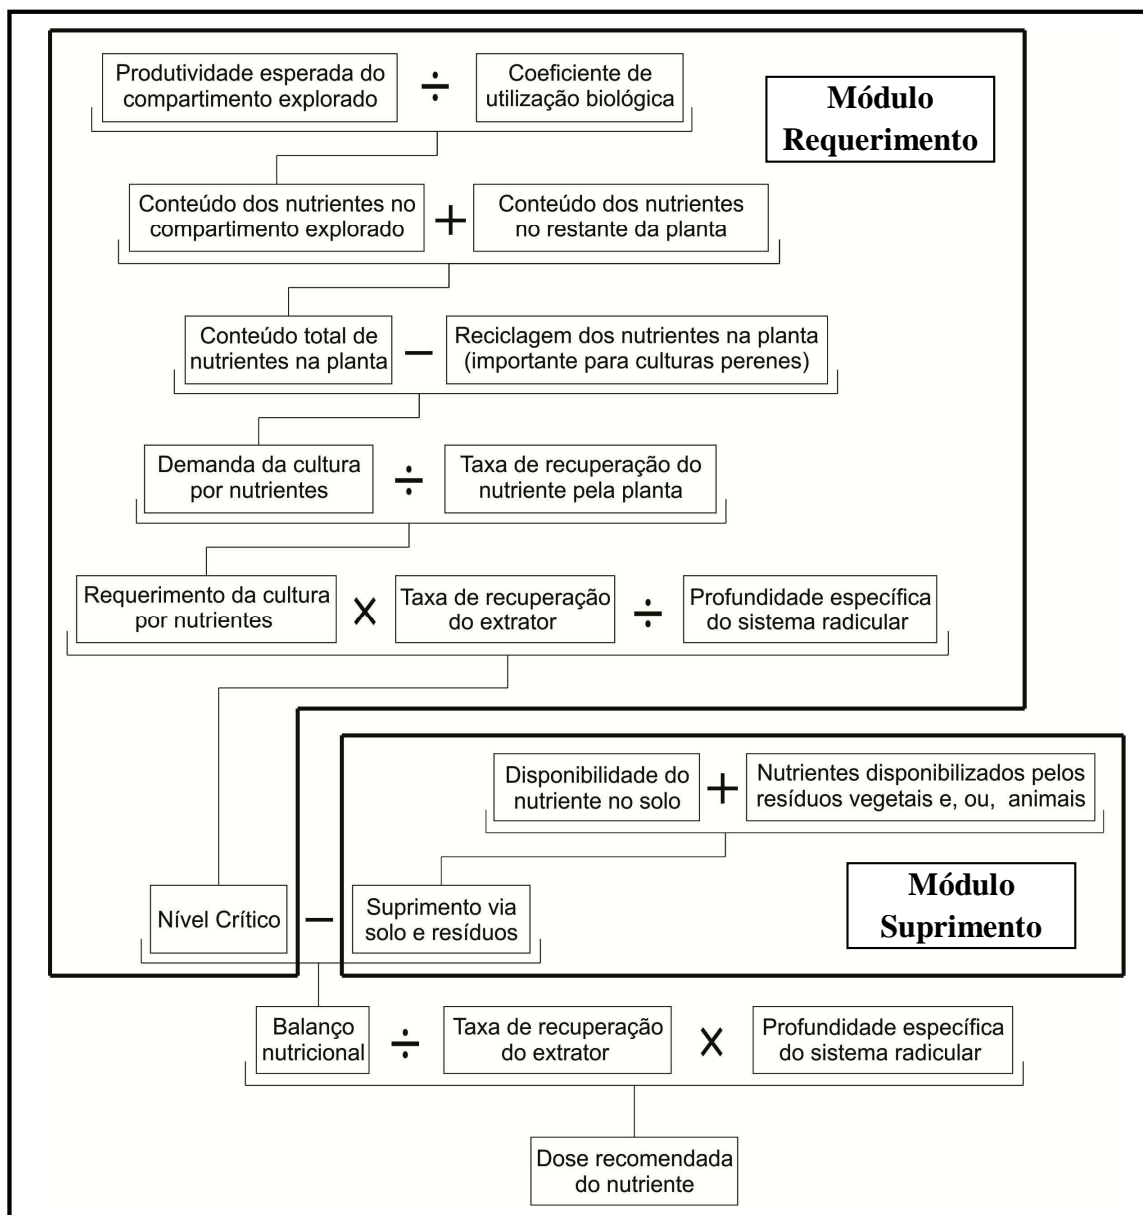 Produtividade esperada do
compartimento explorado
÷
Coeficiente de
utilização biológica
Módulo
Requerimento
Conteúdo dos nutrientes no
compartimento explorado
+
Conteúdo dos nutrientes
no restante da planta
Conteúdo total de
nutrientes na planta
−
Reciclagem dos nutrientes na planta
(importante para culturas perenes)
Demanda da cultura
por nutrientes
÷
Taxa de recuperação do
nutriente pela planta
Requerimento da cultura
por nutrientes
×
Taxa de recuperação
do extrator
÷
Profundidade específica
do sistema radicular
Disponibilidade do
nutriente no solo
+
Nutrientes disponibilizados pelos
resíduos vegetais e, ou, animais
Módulo
Suprimento
Nível Crítico
−
Suprimento via
solo e resíduos
Balanço
nutricional
÷
Taxa de recuperação
do extrator
×
Profundidade específica
do sistema radicular
Dose recomendada
do nutriente